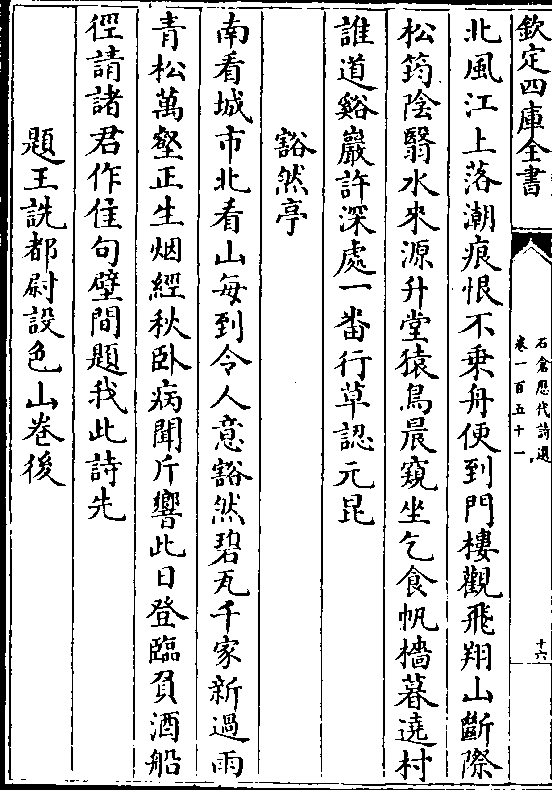 欽定四庫全書
石倉歷代詩選
卷一百五十一
十六
北風江上落潮痕恨不乗舟便到門樓觀飛翔山斷際
松筠陰翳水來源升堂猿鳥晨窺坐乞食帆檣暮遶村
誰道谿巖許深處一畨行草認元昆
豁然亭
南看城市北看山每到令人意豁然碧瓦千家新過雨
青松萬壑正生烟經秋卧病聞斤響此日登臨負酒船
徑請諸君作佳句壁間題我此詩先
題王詵都尉設色山卷後